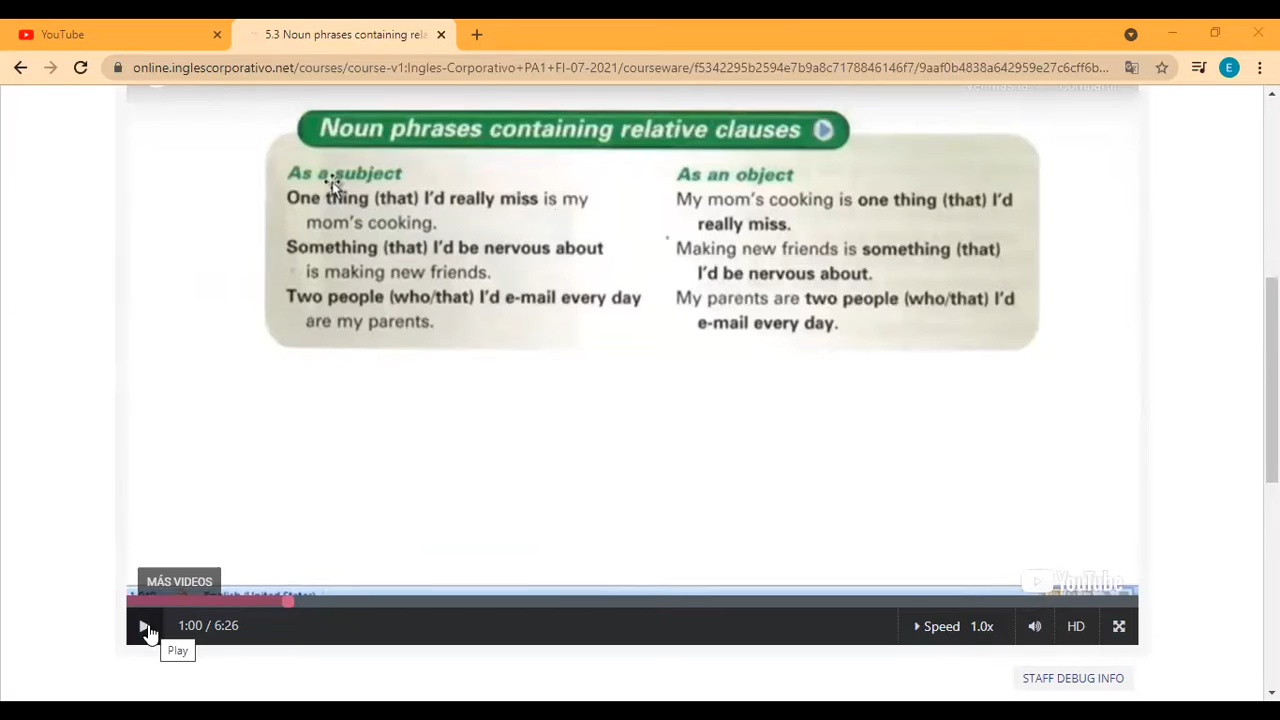 YouTube
5.3 Noun phrases containing rela
online.inglescorporativo.net/courses/course-v1:Ingles-Corporativo+PA1+FI-07-2021/courseware/f5342295b2594e7b9a8c7178846146f7/9aaf0b4838a642959e27c6cff6b...
E
Noun phrases containing relative clauses
As a subject
One thing (that) I'd really miss is my
mom's cooking.
Something (that) I'd be nervous about
is making new friends.
Two people (who/that) I'd e-mail every day
are my parents.
As an object
My mom's cooking is one thing (that) I'd
really miss.
Making new friends is something (that)
I'd be nervous about.
My parents are two people (who/that) I'd
e-mail every day.
MÁS VIDEOS
English (United States)
YouTube
1:00 / 6:26
Speed 1.0x
HD
Play
STAFF DEBUG INFO